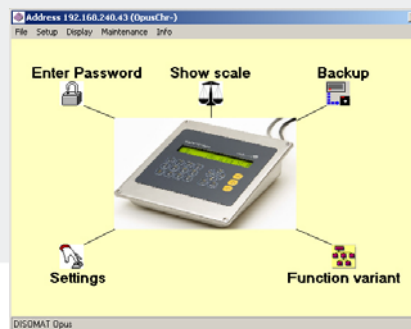 Address 192.168.240.43 (OpusChr-)
File Setup Display Maintenance Info
Enter Password Show scale Backup
Settings Function variant
DISOMAT Opus